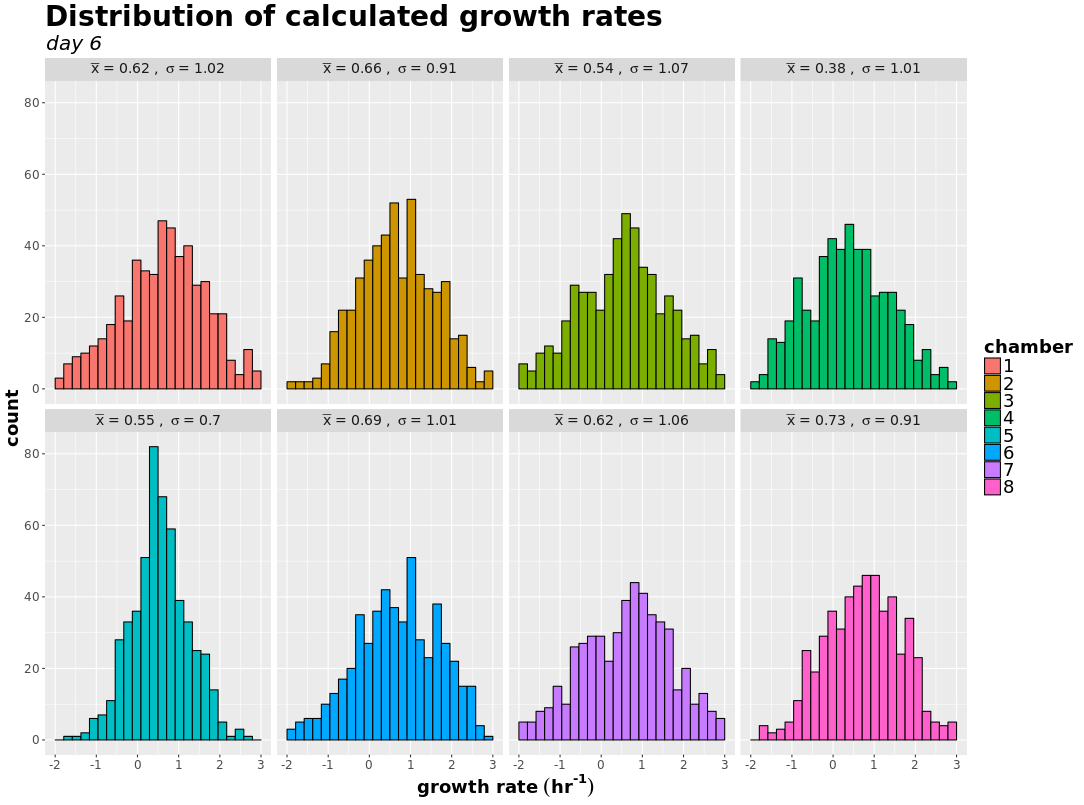 Distribution of calculated growth rates
day 6
x̅ = 0.62 , σ = 1.02
x̅ = 0.66 , σ = 0.91
x̅ = 0.54 , σ = 1.07
x̅ = 0.38 , σ = 1.01
80
60
40
20
0
x̅ = 0.55 , σ = 0.7
x̅ = 0.69 , σ = 1.01
x̅ = 0.62 , σ = 1.06
x̅ = 0.73 , σ = 0.91
80
60
40
20
0
count
-2 -1 0 1 2 3
-2 -1 0 1 2 3
-2 -1 0 1 2 3
-2 -1 0 1 2 3
growth rate (hr⁻¹)
chamber
1
2
3
4
5
6
7
8